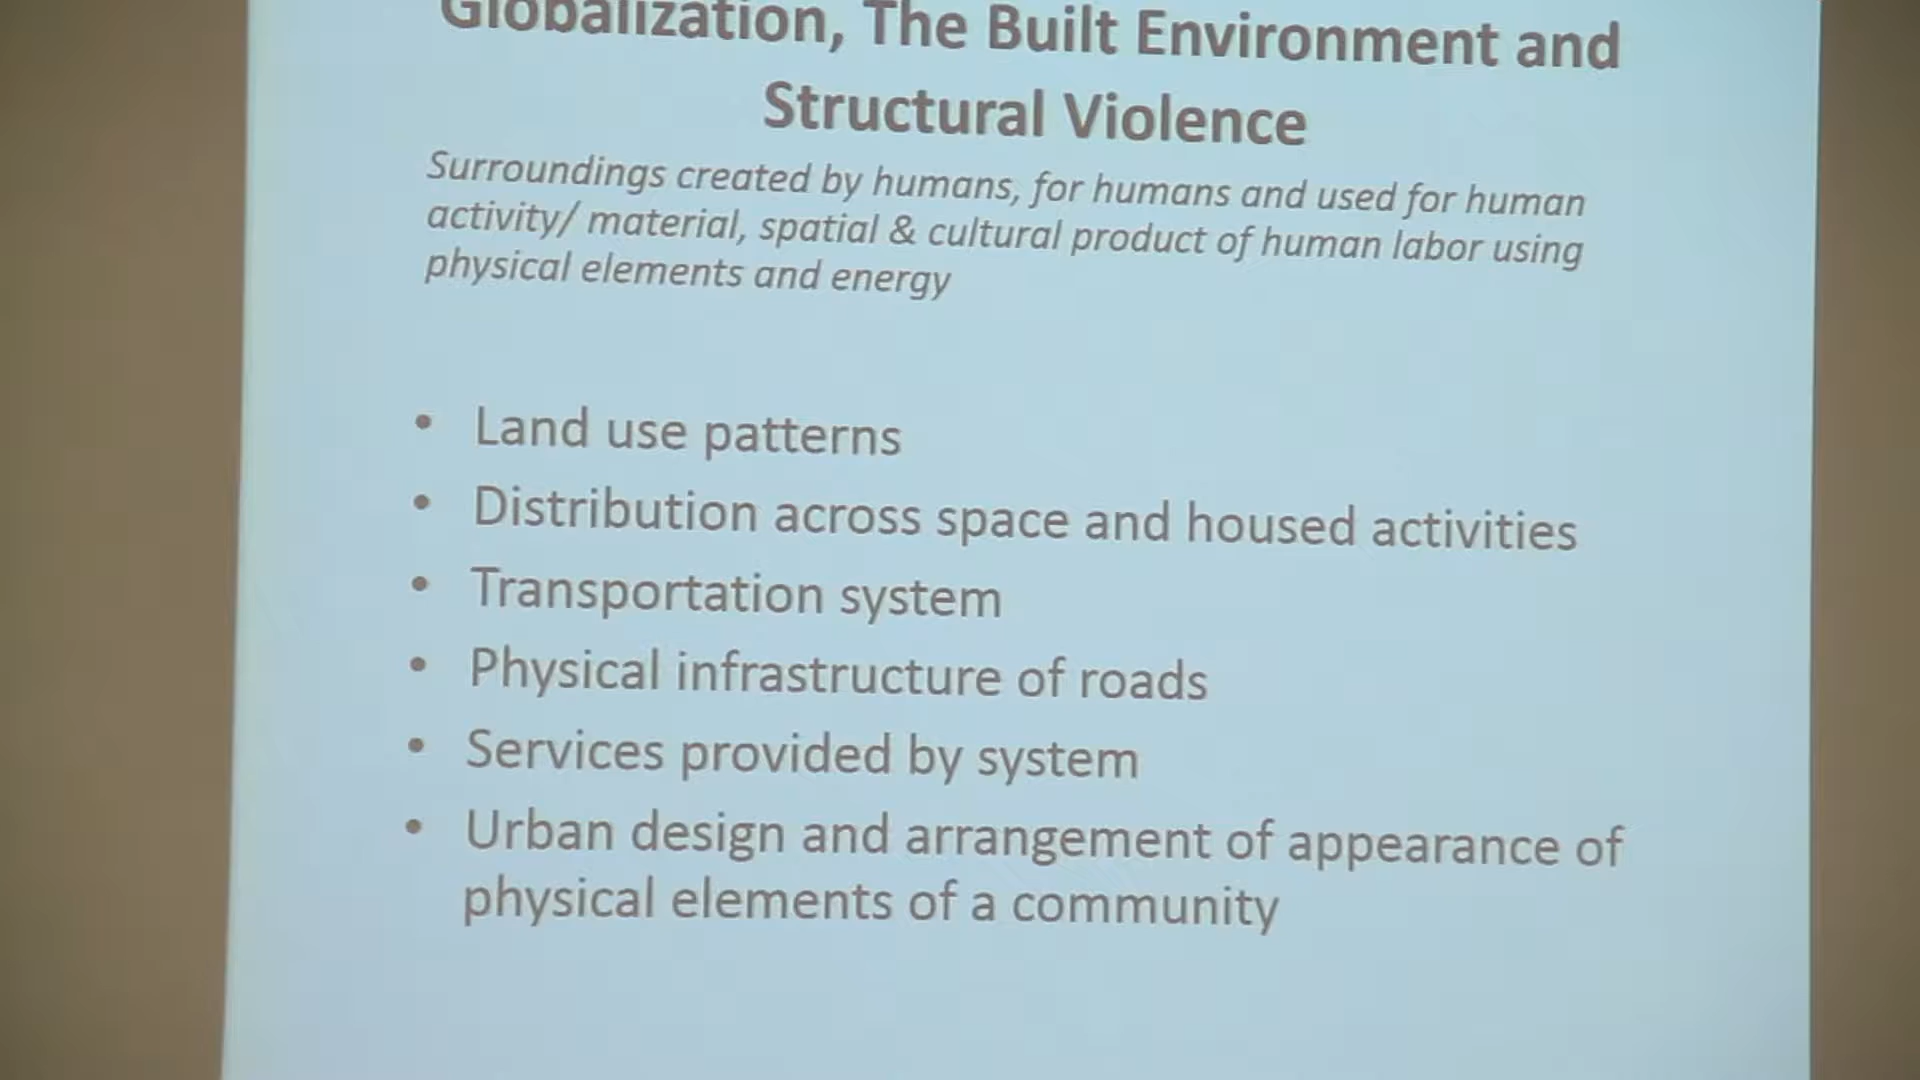 Globalization, The Built Environment and
Structural Violence
Surroundings created by humans, for humans and used for human
activity/ material, spatial & cultural product of human labor using
physical elements and energy
• Land use patterns
• Distribution across space and housed activities
• Transportation system
• Physical infrastructure of roads
• Services provided by system
• Urban design and arrangement of appearance of
physical elements of a community